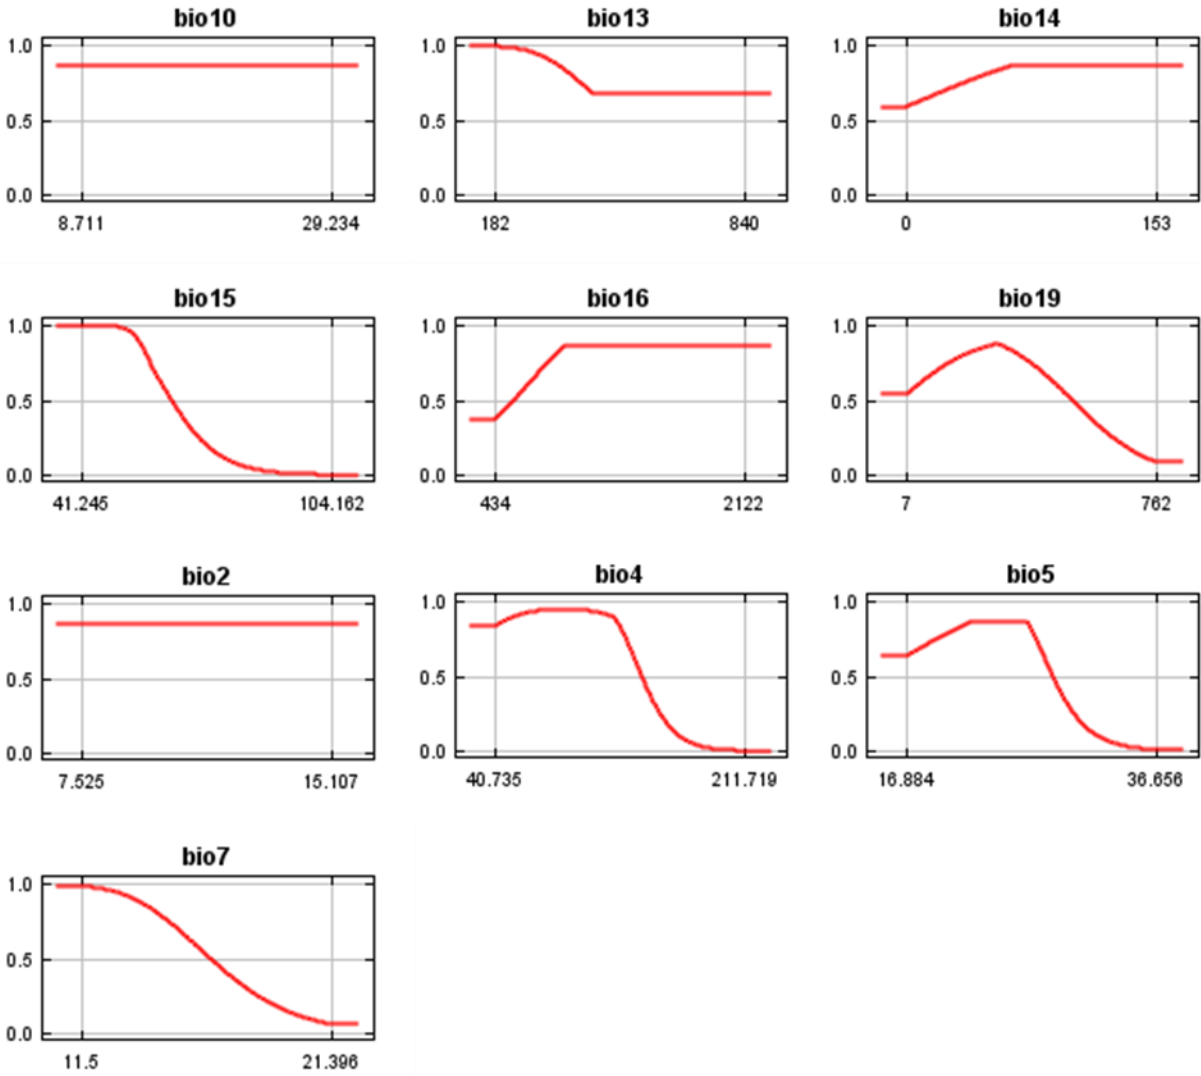 bio10 bio13 bio14
1.0 1.0 1.0
0.5 0.5 0.5
0.0 0.0 0.0
8.711 29.234 182 840 0 153
bio15 bio16 bio19
1.0 1.0 1.0
0.5 0.5 0.5
0.0 0.0 0.0
41.245 104.162 434 2122 7 762
bio2 bio4 bio5
1.0 1.0 1.0
0.5 0.5 0.5
0.0 0.0 0.0
7.525 15.107 40.735 211.719 16.884 36.656
bio7
1.0
0.5
0.0
11.5 21.396